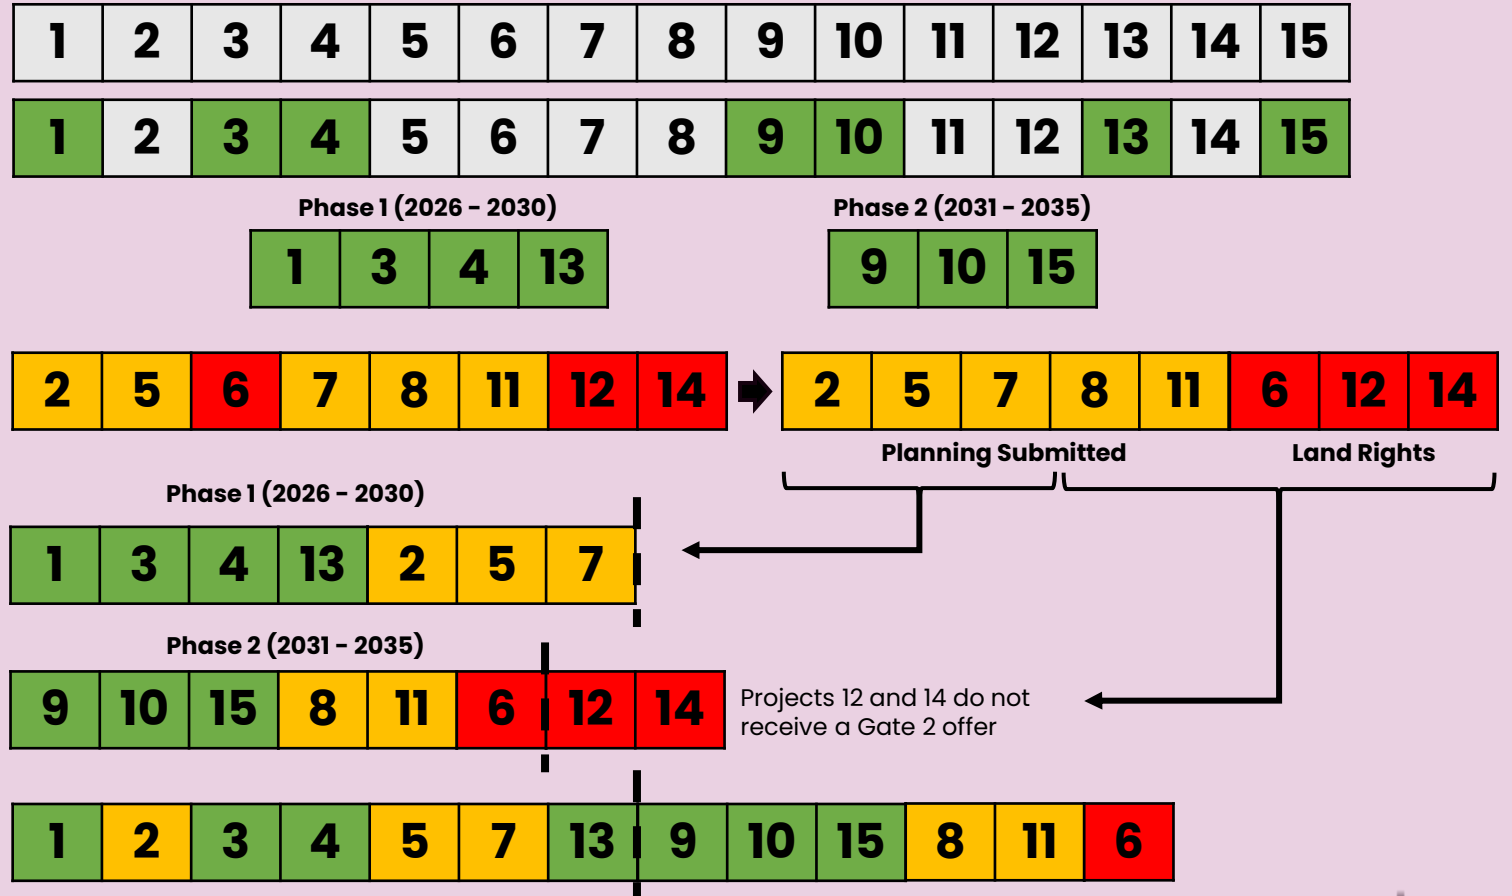 1 2 3 4 5 6 7 8 9 10 11 12 13 14 15
1 2 3 4 5 6 7 8 9 10 11 12 13 14 15
Phase 1 (2026 - 2030)
Phase 2 (2031 - 2035)
1 3 4 13
9 10 15
2 5 6 7 8 11 12 14
2 5 7 8 11 6 12 14
Planning Submitted
Land Rights
Phase 1 (2026 - 2030)
1 3 4 13 2 5 7
Phase 2 (2031 - 2035)
9 10 15 8 11 6 12 14
Projects 12 and 14 do not
receive a Gate 2 offer
1 2 3 4 5 7 13 9 10 15 8 11 6